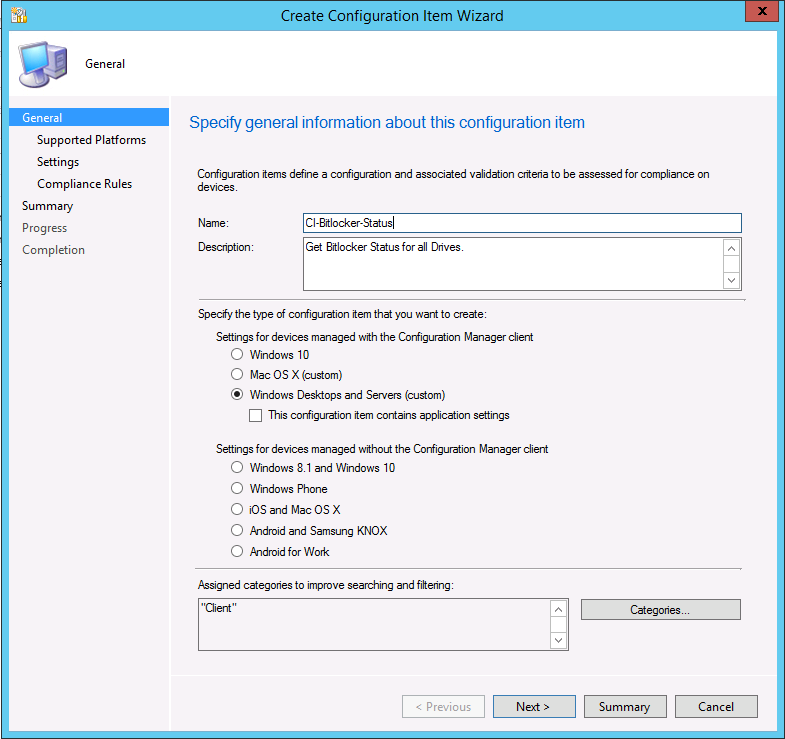 Create Configuration Item Wizard
x
General
General
Supported Platforms
Settings
Compliance Rules
Summary
Progress
Completion
Specify general information about this configuration item
Configuration items define a configuration and associated validation criteria to be assessed for compliance on
devices.
Name: CI-Bitlocker-Status
Description: Get Bitlocker Status for all Drives.
Specify the type of configuration item that you want to create:
Settings for devices managed with the Configuration Manager client
Windows 10
Mac OS X (custom)
Windows Desktops and Servers (custom)
This configuration item contains application settings
Settings for devices managed without the Configuration Manager client
Windows 8.1 and Windows 10
Windows Phone
iOS and Mac OS X
Android and Samsung KNOX
Android for Work
Assigned categories to improve searching and filtering:
"Client" Categories...
< Previous Next > Summary Cancel